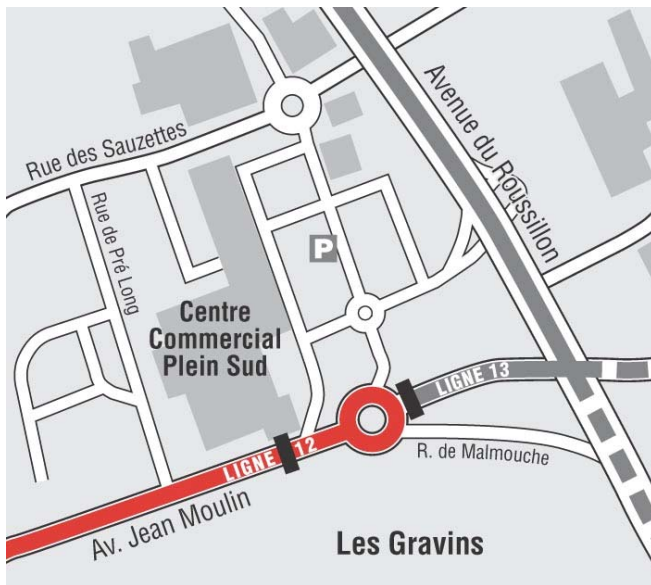 Rue des Sauzettes
Avenue du Roussillon
Rue de Pré Long
P
Centre
Commercial
Plein Sud
LIGNE 13
LIGNE 12
R. de Malmouche
Av. Jean Moulin
Les Gravins